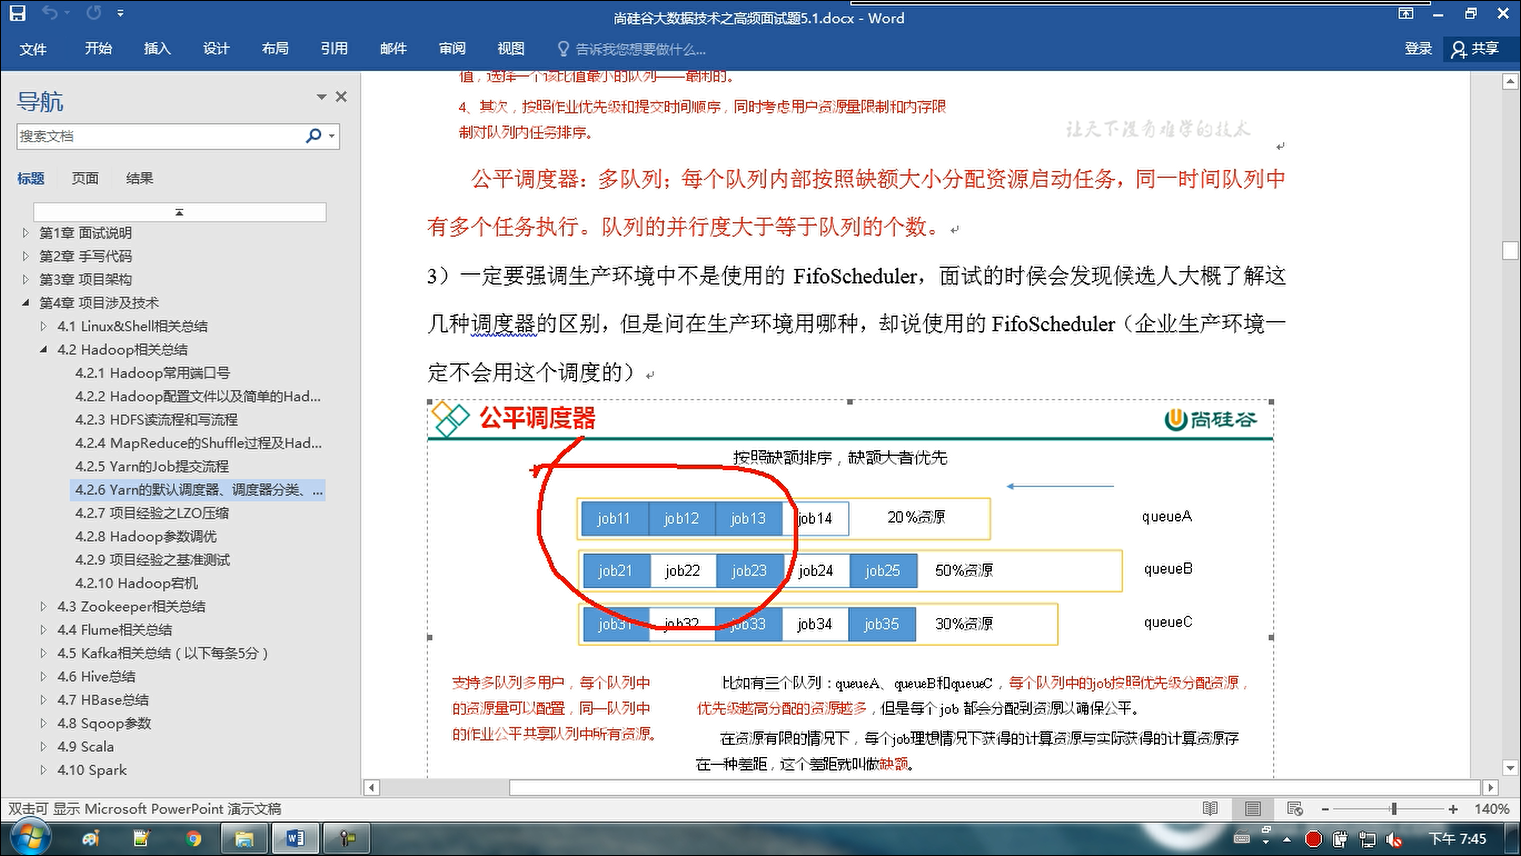 尚硅谷大数据技术之高频面试题5.1.docx - Word
文件 开始 插入 设计 布局 引用 邮件 审阅 视图 告诉我您想要做什么... 登录 共享
导航
搜索文档
标题 页面 结果
第1章 面试说明
第2章 手写代码
第3章 项目架构
第4章 项目涉及技术
4.1 Linux&Shell相关总结
4.2 Hadoop相关总结
4.2.1 Hadoop常用端口号
4.2.2 Hadoop配置文件以及简单的Had...
4.2.3 HDFS读流程和写流程
4.2.4 MapReduce的Shuffle过程及Had...
4.2.5 Yarn的Job提交流程
4.2.6 Yarn的默认调度器、调度器分类、...
4.2.7 项目经验之LZO压缩
4.2.8 Hadoop参数调优
4.2.9 项目经验之基准测试
4.2.10 Hadoop宕机
4.3 Zookeeper相关总结
4.4 Flume相关总结
4.5 Kafka相关总结（以下每条5分）
4.6 Hive总结
4.7 HBase总结
4.8 Sqoop参数
4.9 Scala
4.10 Spark
值，选择一个该比值最小的队列——最闲的。
4、其次，按照作业优先级和提交时间顺序，同时考虑用户资源量限制和内存限
制对队列内任务排序。
让天下没有难学的技术
公平调度器：多队列；每个队列内部按照缺额大小分配资源启动任务，同一时间队列中
有多个任务执行。队列的并行度大于等于队列的个数。
3）一定要强调生产环境中不是使用的 FifoScheduler，面试的时候会发现候选人大概了解这
几种调度器的区别，但是问在生产环境用哪种，却说使用的 FifoScheduler（企业生产环境一
定不会用这个调度的）
公平调度器
尚硅谷
按照缺额排序，缺额大者优先
job11 job12 job13 job14 20%资源 queueA
job21 job22 job23 job24 job25 50%资源 queueB
job31 job32 job33 job34 job35 30%资源 queueC
支持多队列多用户，每个队列中
的资源量可以配置，同一队列中
的作业公平共享队列中所有资源。
比如有三个队列：queueA、queueB和queueC，每个队列中的job按照优先级分配资源，
优先级越高分配的资源越多，但是每个 job 都会分配到资源以确保公平。
在资源有限的情况下，每个job理想情况下获得的计算资源与实际获得的计算资源存
在一种差距，这个差距就叫做缺额。
双击可 显示 Microsoft PowerPoint 演示文稿
140%
下午 7:45